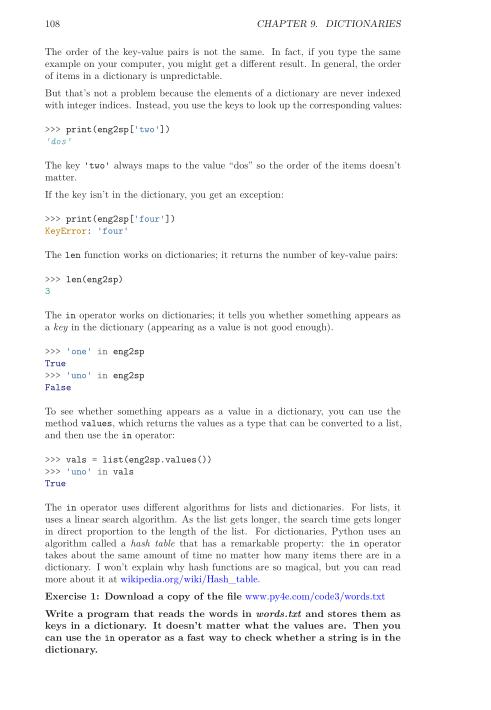 108 CHAPTER 9. DICTIONARIES
The order of the key-value pairs is not the same. In fact, if you type the same
example on your computer, you might get a different result. In general, the order
of items in a dictionary is unpredictable.
But that’s not a problem because the elements of a dictionary are never indexed
with integer indices. Instead, you use the keys to look up the corresponding values:
>>> print(eng2sp['two'])
'dos'
The key 'two' always maps to the value “dos” so the order of the items doesn’t
matter.
If the key isn’t in the dictionary, you get an exception:
>>> print(eng2sp['four'])
KeyError: 'four'
The len function works on dictionaries; it returns the number of key-value pairs:
>>> len(eng2sp)
3
The in operator works on dictionaries; it tells you whether something appears as
a key in the dictionary (appearing as a value is not good enough).
>>> 'one' in eng2sp
True
>>> 'uno' in eng2sp
False
To see whether something appears as a value in a dictionary, you can use the
method values, which returns the values as a type that can be converted to a list,
and then use the in operator:
>>> vals = list(eng2sp.values())
>>> 'uno' in vals
True
The in operator uses different algorithms for lists and dictionaries. For lists, it
uses a linear search algorithm. As the list gets longer, the search time gets longer
in direct proportion to the length of the list. For dictionaries, Python uses an
algorithm called a hash table that has a remarkable property: the in operator
takes about the same amount of time no matter how many items there are in a
dictionary. I won’t explain why hash functions are so magical, but you can read
more about it at wikipedia.org/wiki/Hash_table.
Exercise 1: Download a copy of the file www.py4e.com/code3/words.txt
Write a program that reads the words in words.txt and stores them as
keys in a dictionary. It doesn’t matter what the values are. Then you
can use the in operator as a fast way to check whether a string is in the
dictionary.